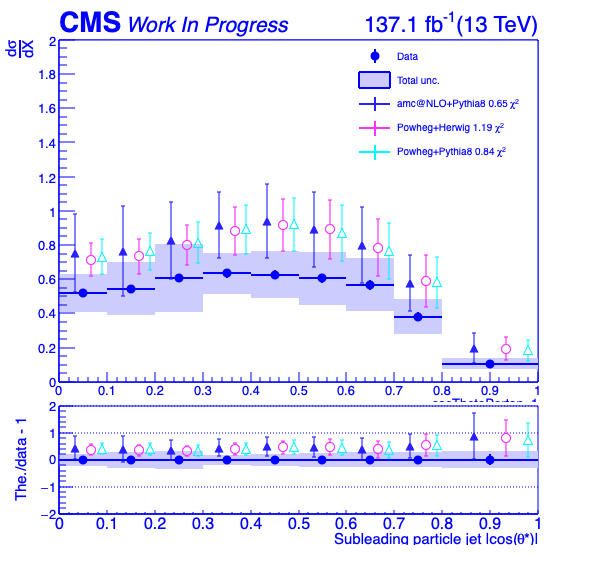 CMS Work In Progress 137.1 fb⁻¹(13 TeV)
dσ
dX
Data
Total unc.
amc@NLO+Pythia8 0.65 χ²
Powheg+Herwig 1.19 χ²
Powheg+Pythia8 0.84 χ²
2
1.8
1.6
1.4
1.2
1
0.8
0.6
0.4
0.2
0
0 0.1 0.2 0.3 0.4 0.5 0.6 0.7 0.8 0.9 1
The./data - 1
2
1
0
−1
−2
0 0.1 0.2 0.3 0.4 0.5 0.6 0.7 0.8 0.9 1
Subleading particle jet |cos(θ*)|